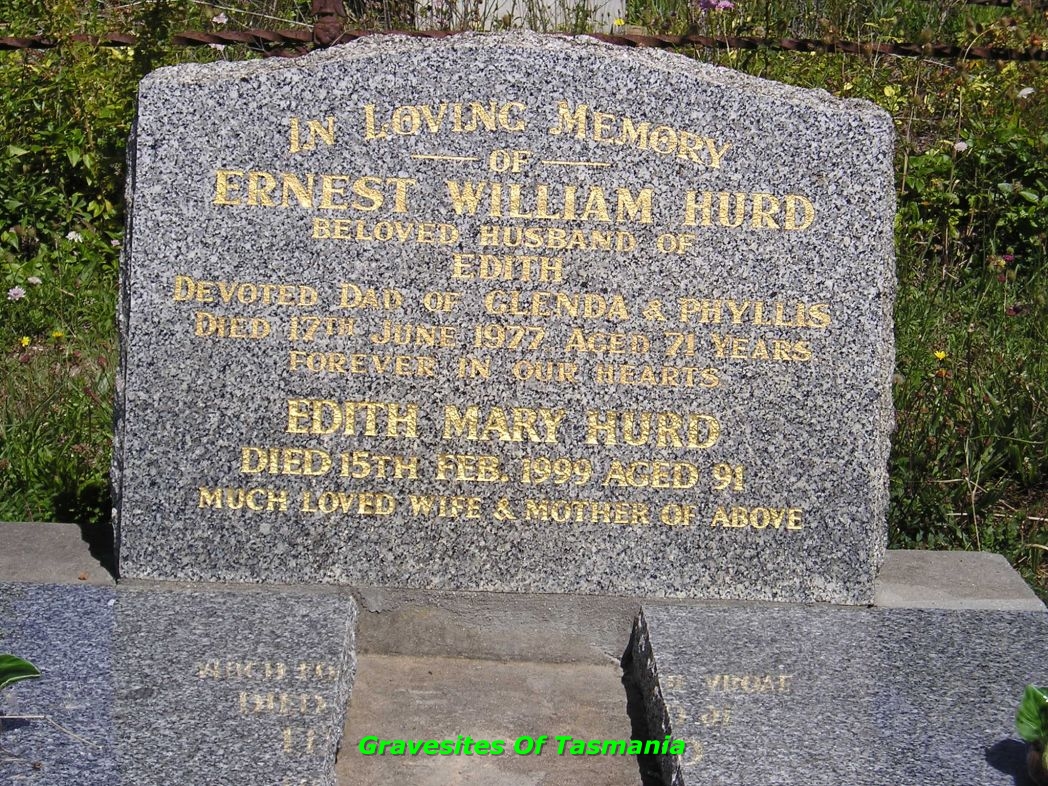 In Loving Memory
OF
ERNEST WILLIAM HURD
BELOVED HUSBAND OF
EDITH
DEVOTED DAD OF GLENDA & PHYLLIS
DIED 17TH JUNE 1977 AGED 71 YEARS
FOREVER IN OUR HEARTS
EDITH MARY HURD
DIED 15TH FEB. 1999 AGED 91
MUCH LOVED WIFE & MOTHER OF ABOVE
Gravesites Of Tasmania